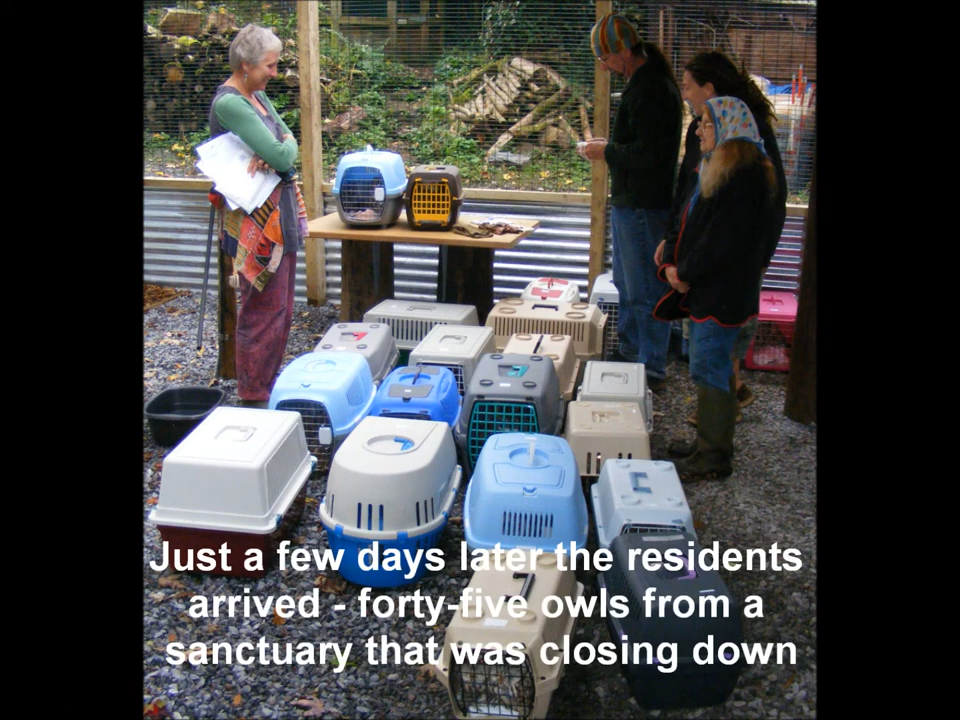 Just a few days later the residents
arrived - forty-five owls from a
sanctuary that was closing down